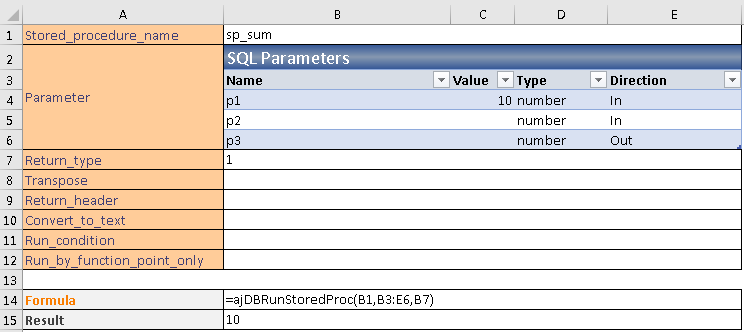 A B C D E
1 Stored_procedure_name sp_sum
2 SQL Parameters
3 Name Value Type Direction
Parameter
4 p1 10 number In
5 p2 number In
6 p3 number Out
7 Return_type 1
8 Transpose
9 Return_header
10 Convert_to_text
11 Run_condition
12 Run_by_function_point_only
13
14 Formula =ajDBRunStoredProc(B1,B3:E6,B7)
15 Result 10